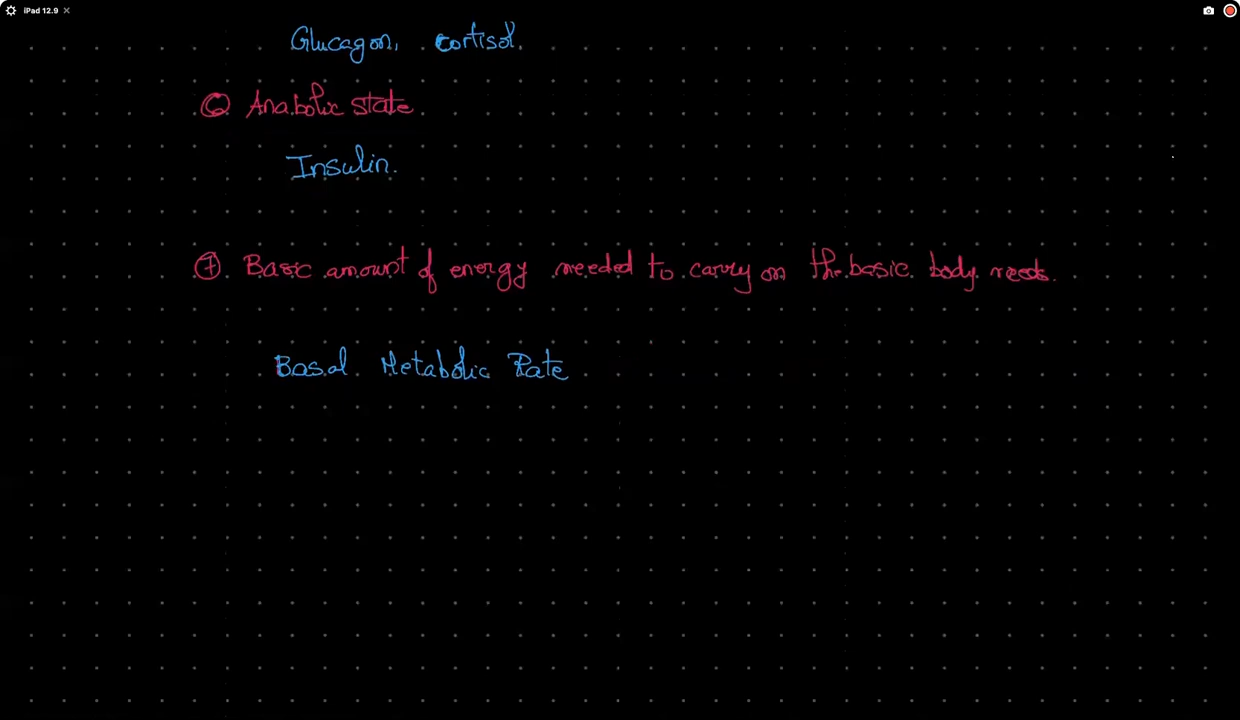 iPad 12.9
Glucagon, cortisol.
⑥ Anabolic state.
Insulin.
⑦. Basic amount of energy needed to carry on the basic body needs.
Basal Metabolic Rate